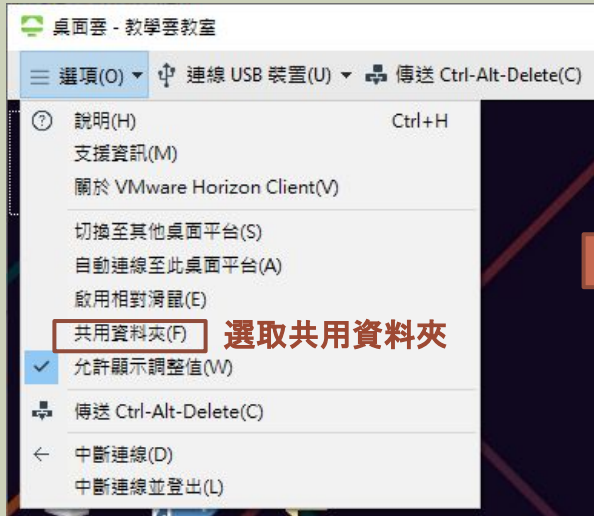 桌面雲 - 教學雲教室
選項(O) 連線 USB 裝置(U) 傳送 Ctrl-Alt-Delete(C)
說明(H) Ctrl+H
支援資訊(M)
關於 VMware Horizon Client(V)
切換至其他桌面平台(S)
自動連線至此桌面平台(A)
啟用相對滑鼠(E)
共用資料夾(F) 選取共用資料夾
允許顯示調整值(W)
傳送 Ctrl-Alt-Delete(C)
中斷連線(D)
中斷連線並登出(L)